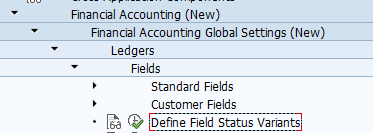 Financial Accounting (New)
Financial Accounting Global Settings (New)
Ledgers
Fields
Standard Fields
Customer Fields
Define Field Status Variants